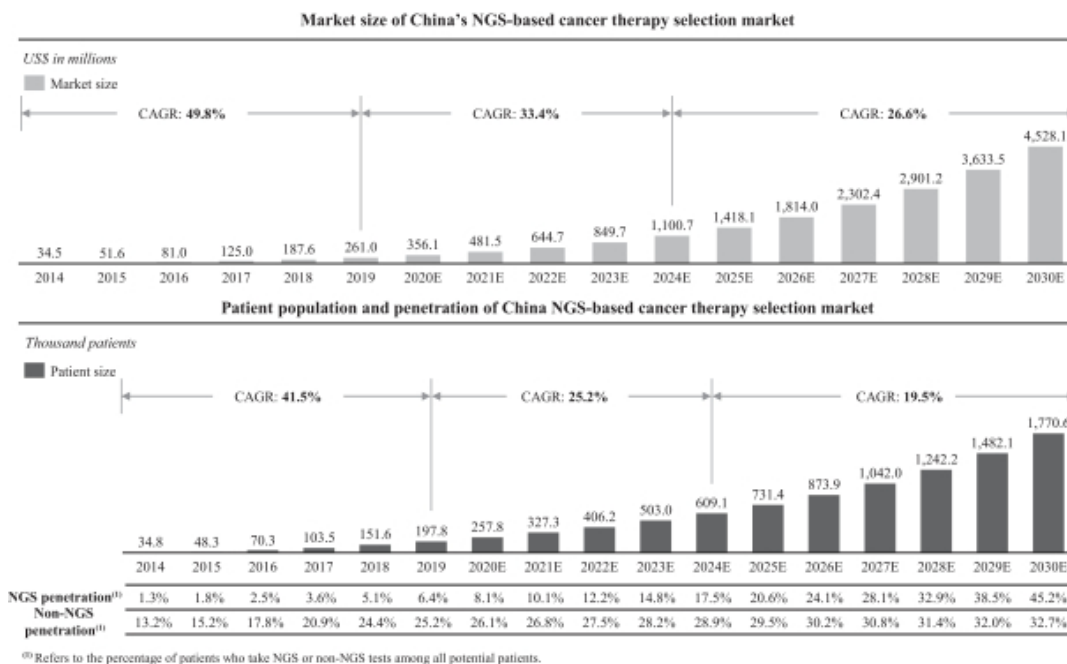 Market size of China's NGS-based cancer therapy selection market
US$ in millions
Market size
CAGR: 49.8% CAGR: 33.4% CAGR: 26.6%
34.5 51.6 81.0 125.0 187.6 261.0 356.1 481.5 644.7 849.7 1,100.7 1,418.1 1,814.0 2,302.4 2,901.2 3,633.5 4,528.1
2014 2015 2016 2017 2018 2019 2020E 2021E 2022E 2023E 2024E 2025E 2026E 2027E 2028E 2029E 2030E
Patient population and penetration of China NGS-based cancer therapy selection market
Thousand patients
Patient size
CAGR: 41.5% CAGR: 25.2% CAGR: 19.5%
34.8 48.3 70.3 103.5 151.6 197.8 257.8 327.3 406.2 503.0 609.1 731.4 873.9 1,042.0 1,242.2 1,482.1 1,770.6
2014 2015 2016 2017 2018 2019 2020E 2021E 2022E 2023E 2024E 2025E 2026E 2027E 2028E 2029E 2030E
NGS penetration(1) 1.3% 1.8% 2.5% 3.6% 5.1% 6.4% 8.1% 10.1% 12.2% 14.8% 17.5% 20.6% 24.1% 28.1% 32.9% 38.5% 45.2%
Non-NGS
penetration(1) 13.2% 15.2% 17.8% 20.9% 24.4% 25.2% 26.1% 26.8% 27.5% 28.2% 28.9% 29.5% 30.2% 30.8% 31.4% 32.0% 32.7%
(1) Refers to the percentage of patients who take NGS or non-NGS tests among all potential patients.